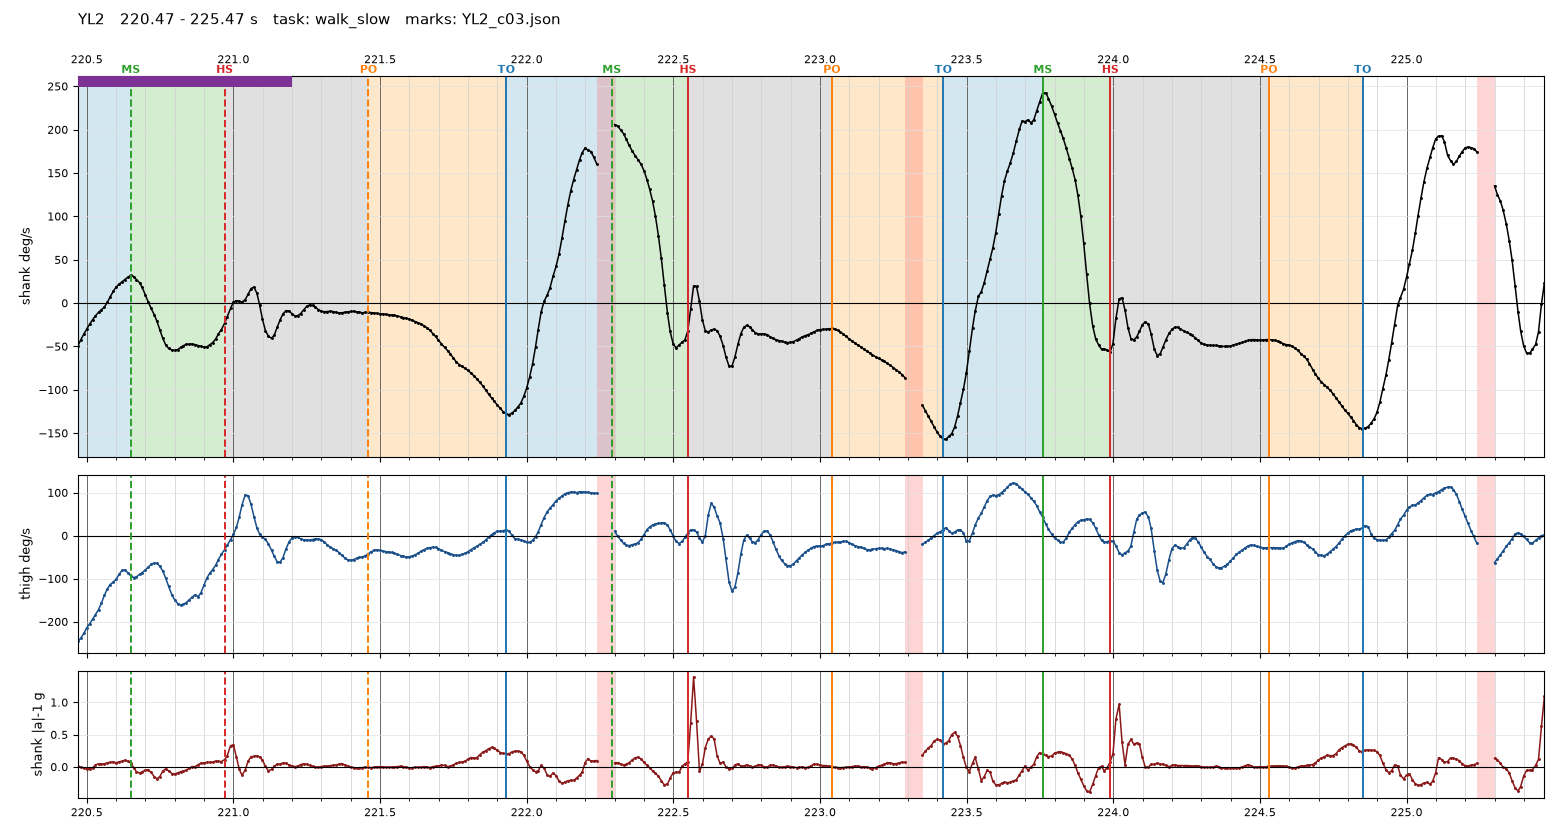 YL2 220.47 - 225.47 s task: walk_slow marks: YL2_c03.json
220.5 221.0 221.5 222.0 222.5 223.0 223.5 224.0 224.5 225.0
MS HS PO TO MS HS PO TO MS HS PO TO
250
200
150
100
50
0
−50
−100
−150
shank deg/s
100
0
−100
−200
thigh deg/s
1.0
0.5
0.0
shank |a|-1 g
220.5 221.0 221.5 222.0 222.5 223.0 223.5 224.0 224.5 225.0